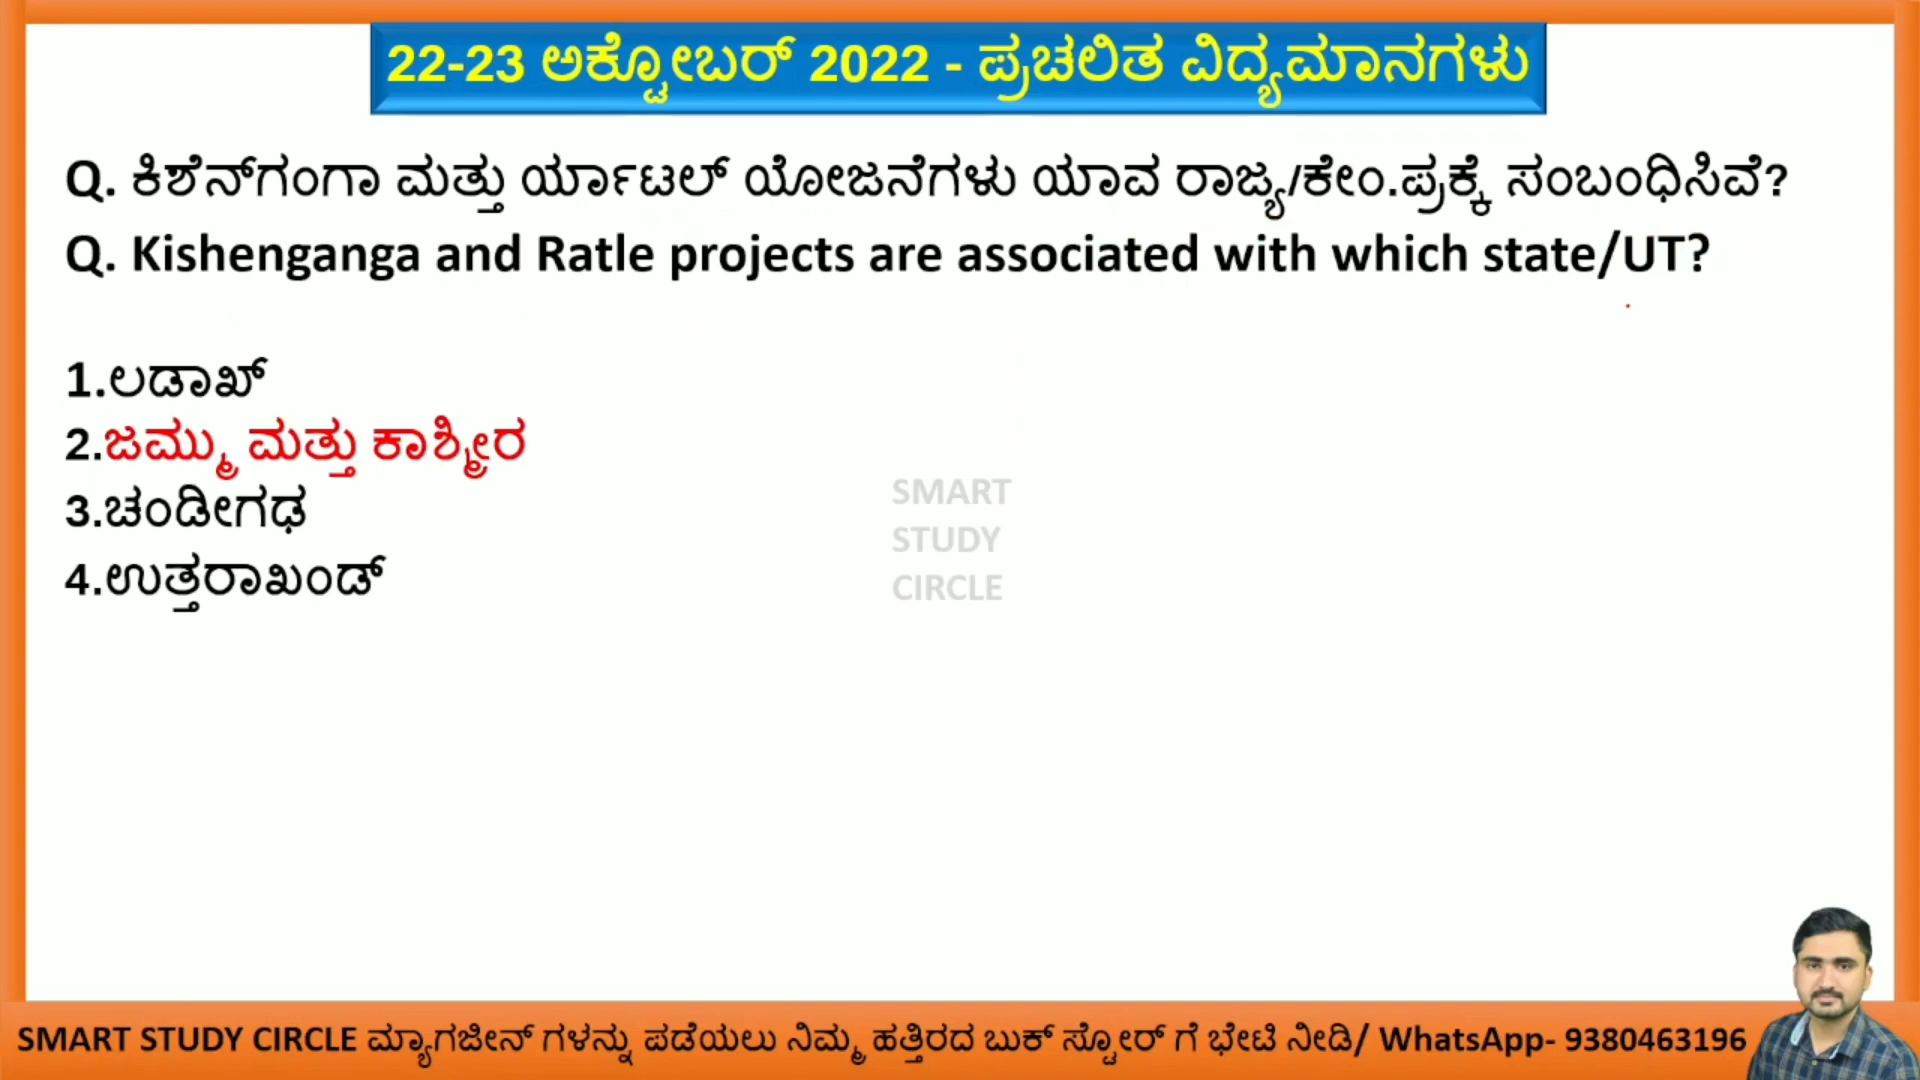 22-23 ಅಕ್ಟೋಬರ್ 2022 - ಪ್ರಚಲಿತ ವಿದ್ಯಮಾನಗಳು
Q. ಕಿಶೆನ್‌ಗಂಗಾ ಮತ್ತು ರ್ಯಾಟಲ್ ಯೋಜನೆಗಳು ಯಾವ ರಾಜ್ಯ/ಕೇಂ.ಪ್ರಕ್ಕೆ ಸಂಬಂಧಿಸಿವೆ?
Q. Kishenganga and Ratle projects are associated with which state/UT?
1.ಲಡಾಖ್
2.ಜಮ್ಮು ಮತ್ತು ಕಾಶ್ಮೀರ
3.ಚಂಡೀಗಢ
4.ಉತ್ತರಾಖಂಡ್
SMART
STUDY
CIRCLE
SMART STUDY CIRCLE ಮ್ಯಾಗಜೀನ್ ಗಳನ್ನು ಪಡೆಯಲು ನಿಮ್ಮ ಹತ್ತಿರದ ಬುಕ್ ಸ್ಟೋರ್ ಗೆ ಭೇಟಿ ನೀಡಿ/ WhatsApp- 9380463196